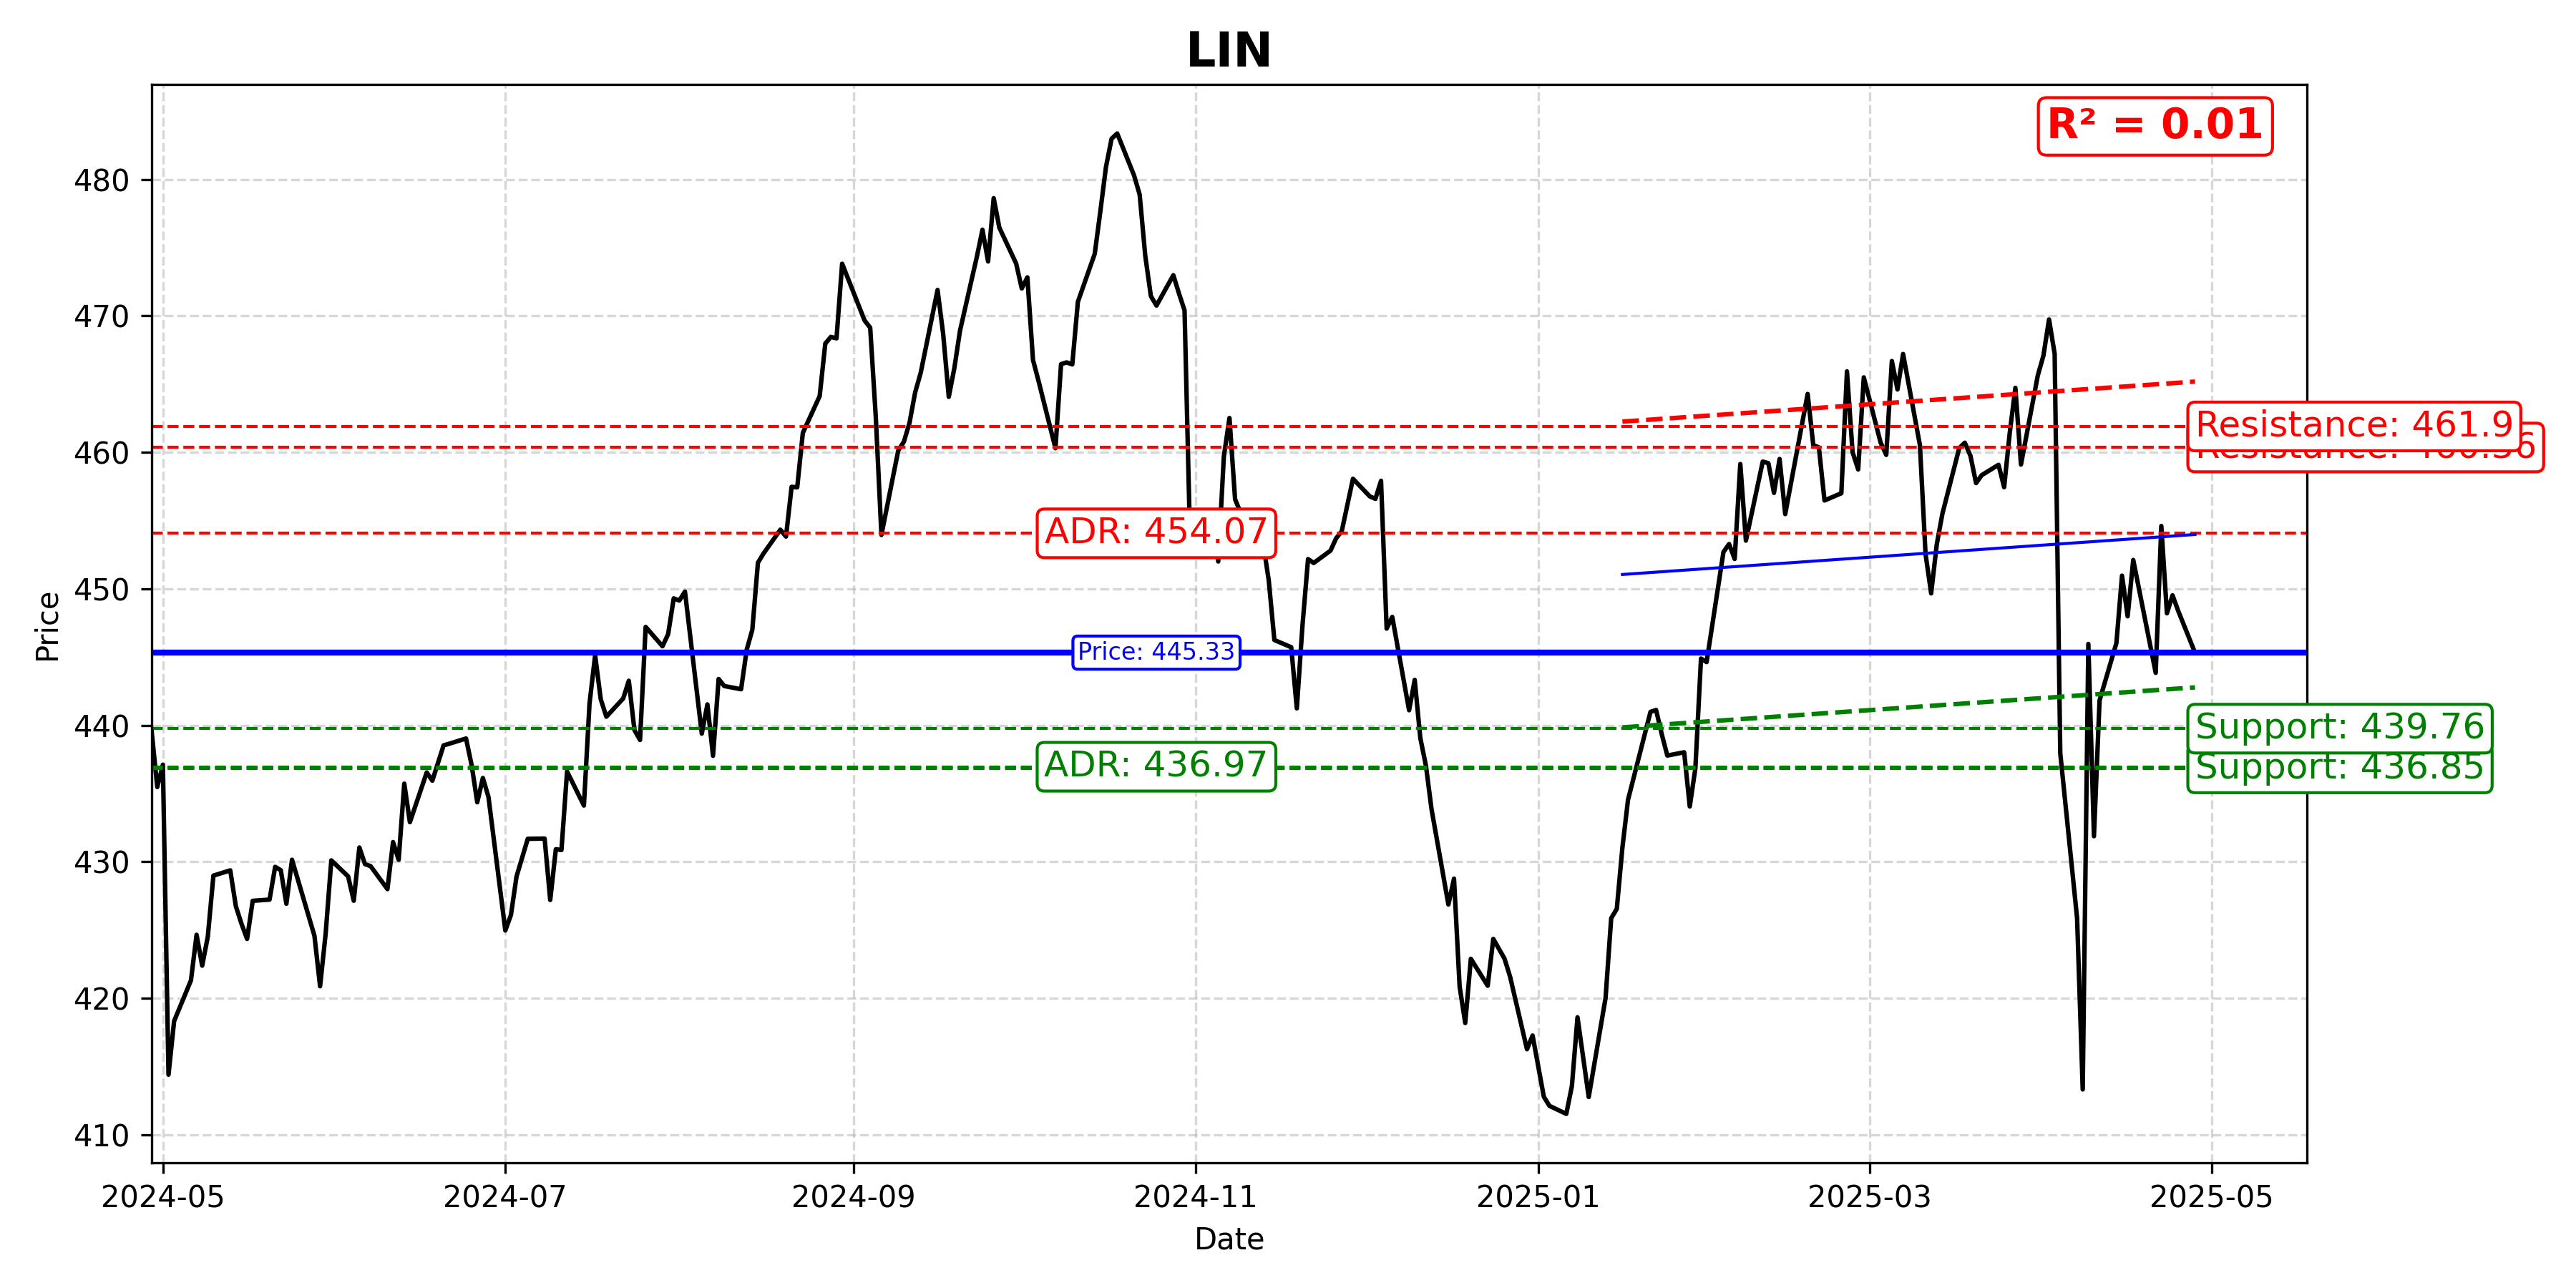 LIN
R² = 0.01
480
470
460
450
440
430
420
410
Price
Resistance: 461.9
ADR: 454.07
Price: 445.33
Support: 439.76
ADR: 436.97
Support: 436.85
2024-05
2024-07
2024-09
2024-11
2025-01
2025-03
2025-05
Date